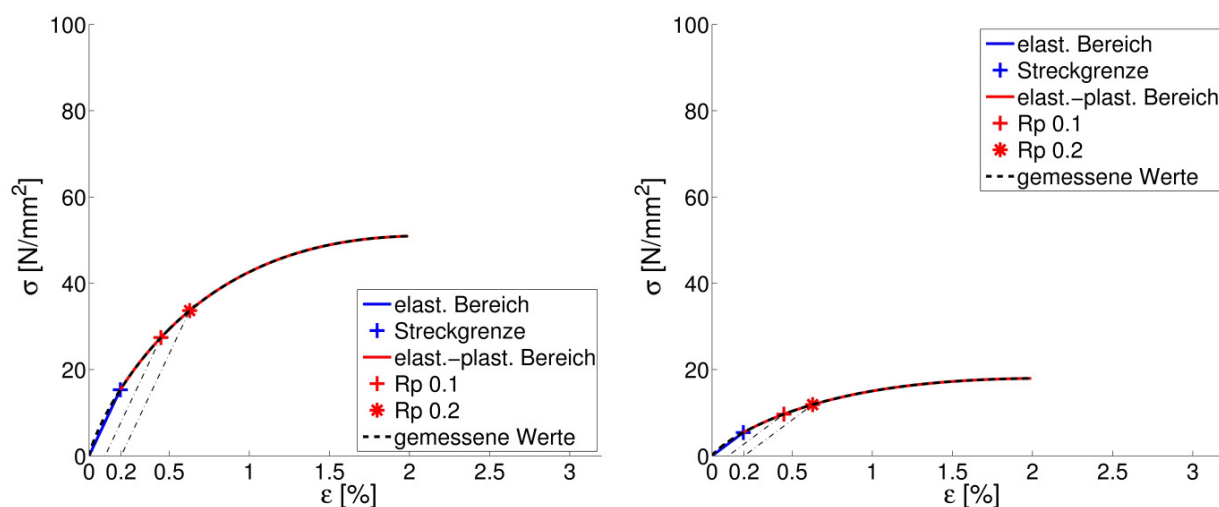 100
80
60
40
20
0
σ [N/mm²]
0 0.2 0.5 1 1.5 2 2.5 3
ε [%]
elast. Bereich
Streckgrenze
elast.-plast. Bereich
Rp 0.1
Rp 0.2
gemessene Werte
100
80
60
40
20
0
σ [N/mm²]
0 0.2 0.5 1 1.5 2 2.5 3
ε [%]
elast. Bereich
Streckgrenze
elast.-plast. Bereich
Rp 0.1
Rp 0.2
gemessene Werte